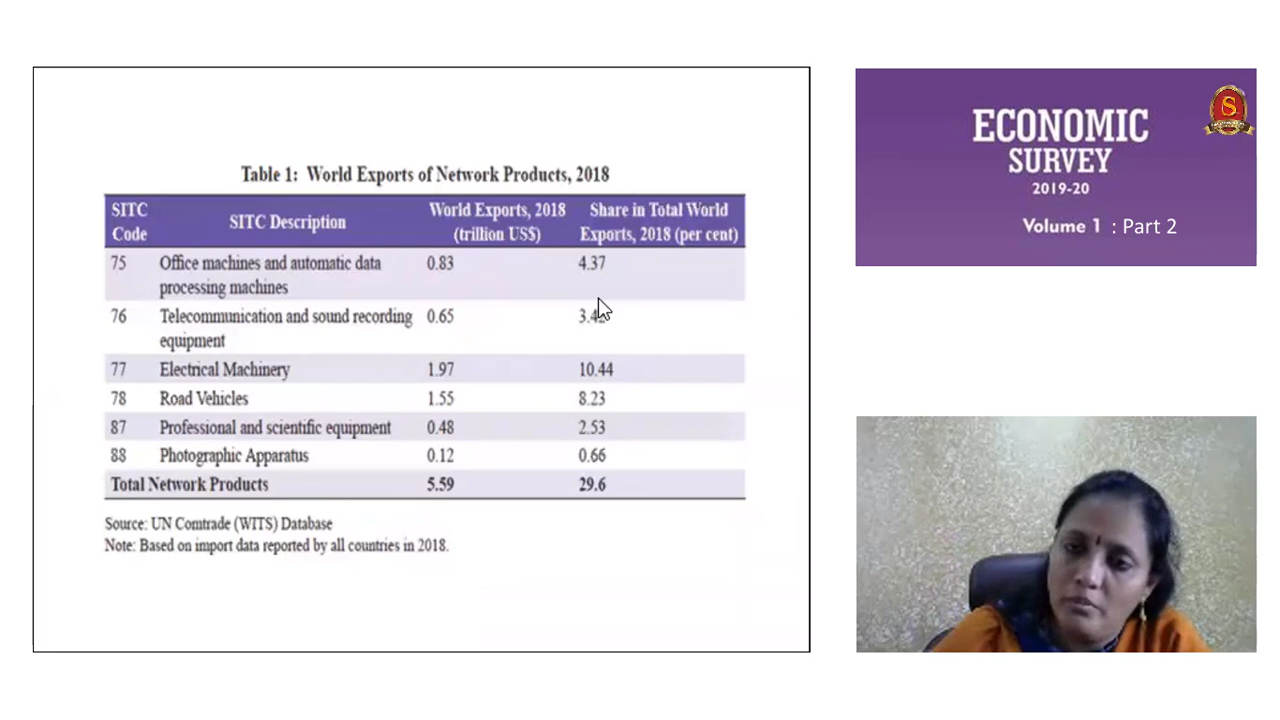 Table 1: World Exports of Network Products, 2018
SITC Code SITC Description World Exports, 2018 (trillion US$) Share in Total World Exports, 2018 (per cent)
75 Office machines and automatic data processing machines 0.83 4.37
76 Telecommunication and sound recording equipment 0.65
77 Electrical Machinery 1.97 10.44
78 Road Vehicles 1.55 8.23
87 Professional and scientific equipment 0.48 2.53
88 Photographic Apparatus 0.12 0.66
Total Network Products 5.59 29.6
Source: UN Comtrade (WITS) Database
Note: Based on import data reported by all countries in 2018.
ECONOMIC
SURVEY
2019-20
Volume 1 : Part 2
S